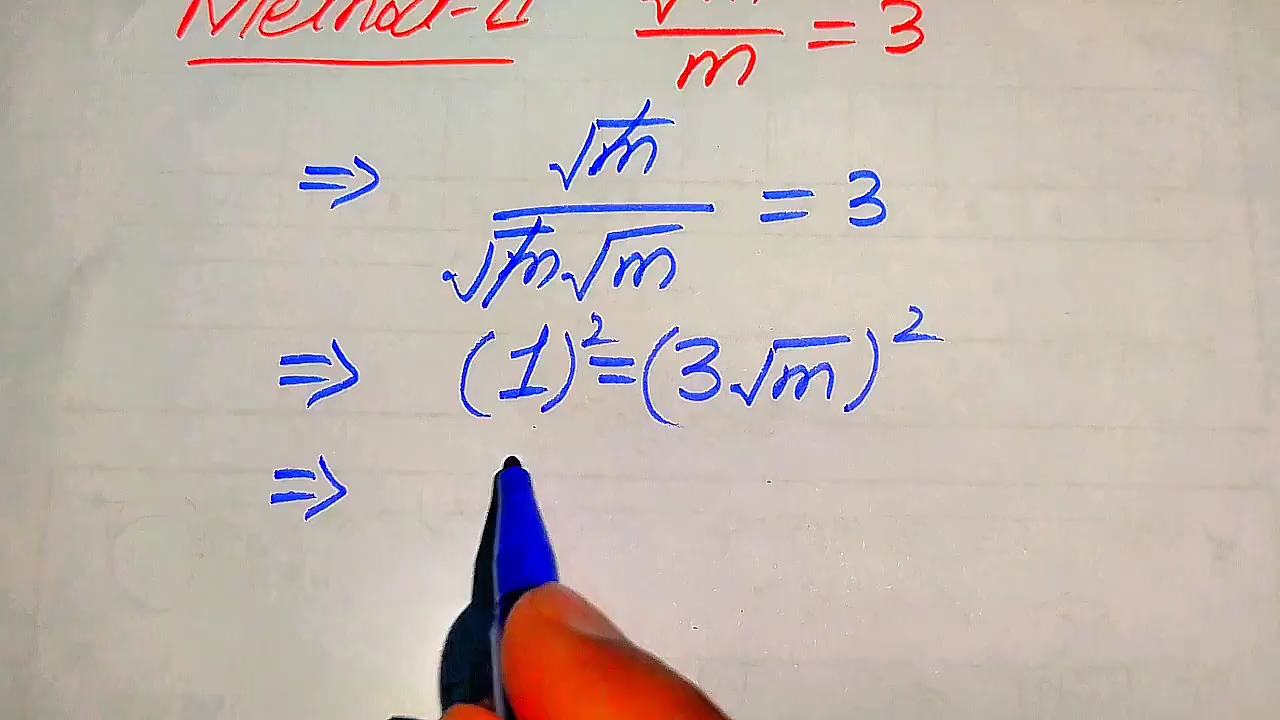 Method-II √m/m = 3
⇒ √m/√m√m = 3
⇒ (1)² = (3√m)²
⇒